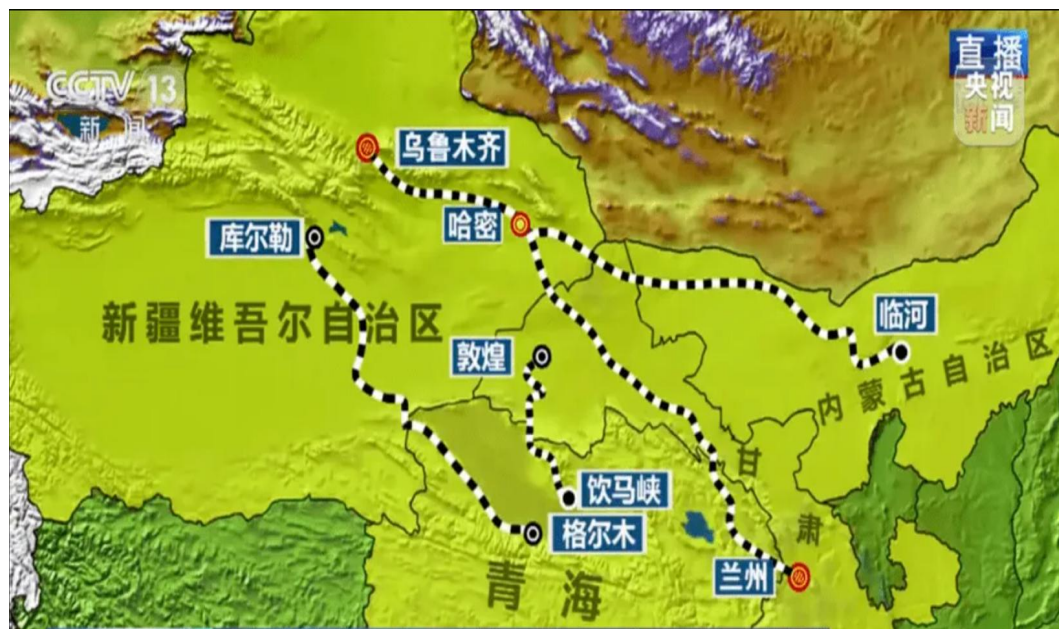 直播
CCTV 13
新闻
央视
新闻
乌鲁木齐
哈密
库尔勒
新疆维吾尔自治区
临河
敦煌
内蒙古自治区
甘肃
饮马峡
格尔木
兰州
青海